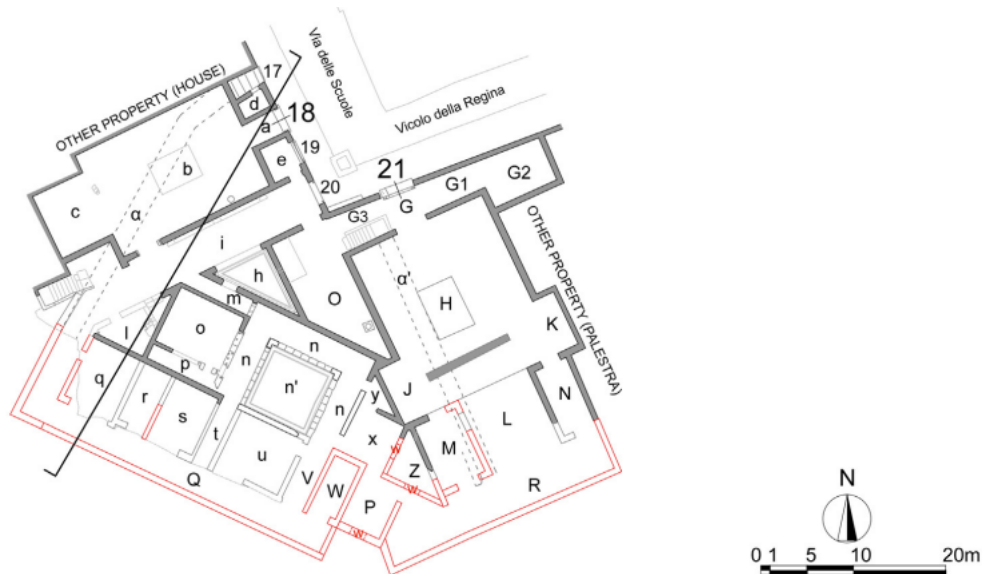 OTHER PROPERTY (HOUSE)
17
Via delle Scuole
d
18
a
Vicolo della Regina
19
b
e
21
G1
G2
20
G
c
α
G3
i
OTHER PROPERTY (PALESTRA)
h
α'
O
H
m
l
o
K
n
p
n
n'
J
q
y
N
r
n
s
x
L
t
M
u
W
Z
V
W
Q
W
R
P
W
N
0 1 5 10 20m